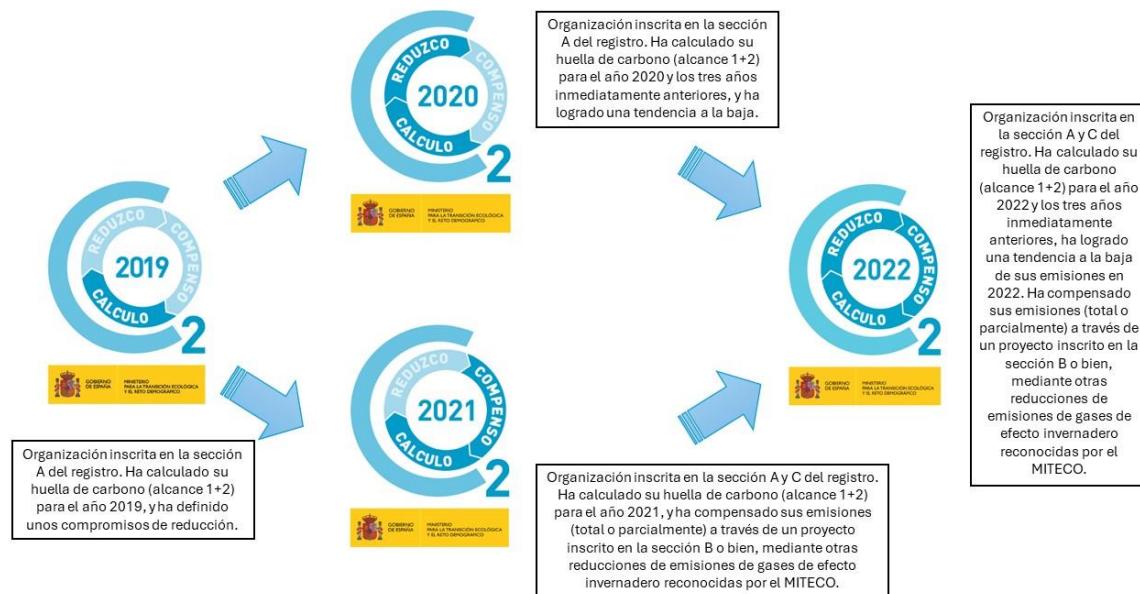 REDUZCO
COMPENSO
CALCULO
2020
2
GOBIERNO
DE ESPAÑA
MINISTERIO
PARA LA TRANSICIÓN ECOLÓGICA
Y EL RETO DEMOGRÁFICO
Organización inscrita en la sección
A del registro. Ha calculado su
huella de carbono (alcance 1+2)
para el año 2020 y los tres años
inmediatamente anteriores, y ha
logrado una tendencia a la baja.
REDUZCO
COMPENSO
CALCULO
2019
2
GOBIERNO
DE ESPAÑA
MINISTERIO
PARA LA TRANSICIÓN ECOLÓGICA
Y EL RETO DEMOGRÁFICO
Organización inscrita en la sección
A del registro. Ha calculado su
huella de carbono (alcance 1+2)
para el año 2019, y ha definido
unos compromisos de reducción.
REDUZCO
COMPENSO
CALCULO
2021
2
GOBIERNO
DE ESPAÑA
MINISTERIO
PARA LA TRANSICIÓN ECOLÓGICA
Y EL RETO DEMOGRÁFICO
Organización inscrita en la sección A y C del registro.
Ha calculado su huella de carbono (alcance 1+2)
para el año 2021, y ha compensado sus emisiones
(total o parcialmente) a través de un proyecto
inscrito en la sección B o bien, mediante otras
reducciones de emisiones de gases de efecto
invernadero reconocidas por el MITECO.
REDUZCO
COMPENSO
CALCULO
2022
2
GOBIERNO
DE ESPAÑA
MINISTERIO
PARA LA TRANSICIÓN ECOLÓGICA
Y EL RETO DEMOGRÁFICO
Organización inscrita en
la sección A y C del
registro. Ha calculado su
huella de carbono
(alcance 1+2) para el año
2022 y los tres años
inmediatamente
anteriores, ha logrado
una tendencia a la baja
de sus emisiones en
2022. Ha compensado
sus emisiones (total o
parcialmente) a través de
un proyecto inscrito en la
sección B o bien,
mediante otras
reducciones de
emisiones de gases de
efecto invernadero
reconocidas por el
MITECO.